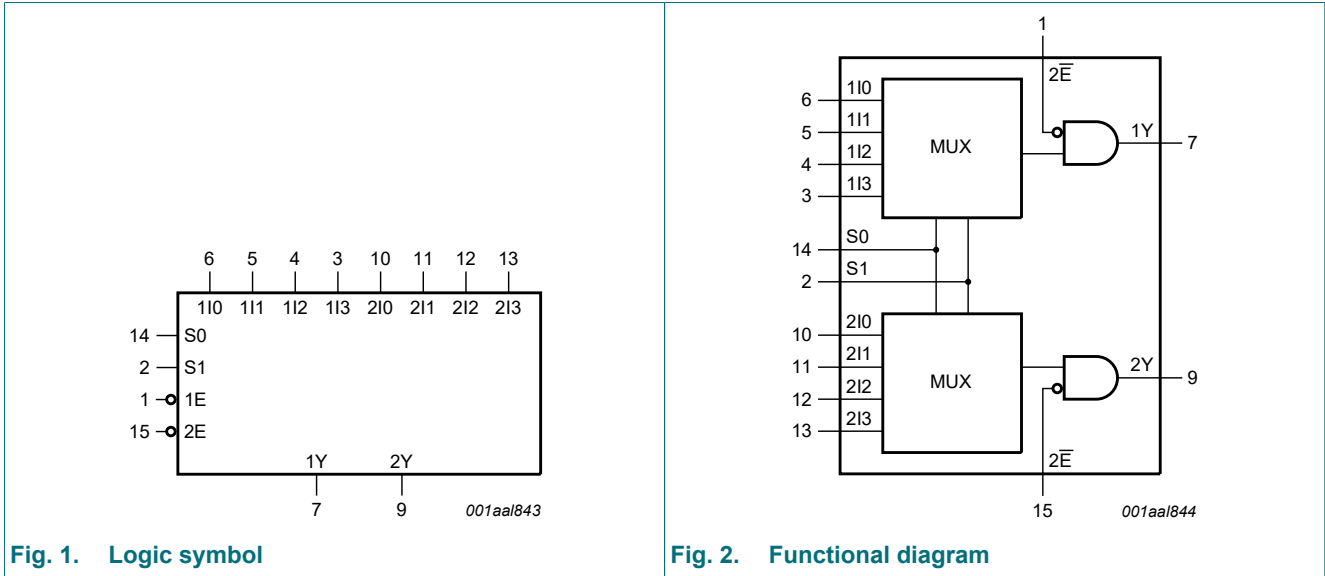 6 5 4 3 10 11 12 13
1I0 1I1 1I2 1I3 2I0 2I1 2I2 2I3
14 S0
2 S1
1 1E
15 2E
1Y 2Y
7 9 001aal843
Fig. 1. Logic symbol
1
2E̅
6 1I0
5 1I1
4 1I2
3 1I3
MUX
1Y 7
14 S0
2 S1
10 2I0
11 2I1
12 2I2
13 2I3
MUX
2Y 9
2E̅
15 001aal844
Fig. 2. Functional diagram